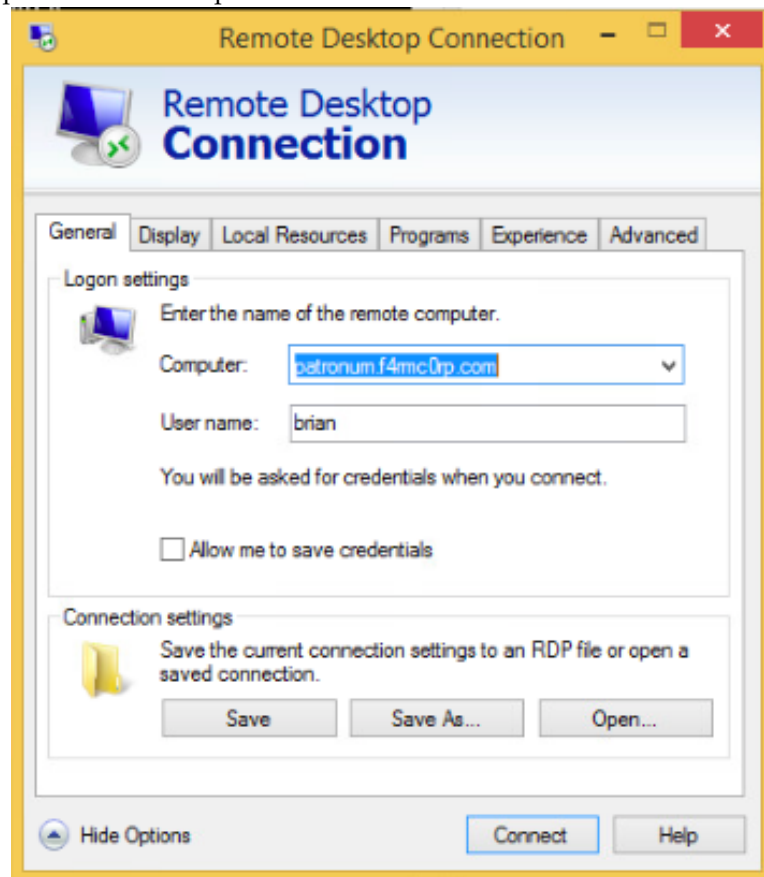 Remote Desktop Connection
Remote Desktop
Connection
General Display Local Resources Programs Experience Advanced
Logon settings
Enter the name of the remote computer.
Computer: patronum.f4rmc0rp.com
User name: brian
You will be asked for credentials when you connect.
Allow me to save credentials
Connection settings
Save the current connection settings to an RDP file or open a
saved connection.
Save Save As... Open...
Hide Options Connect Help